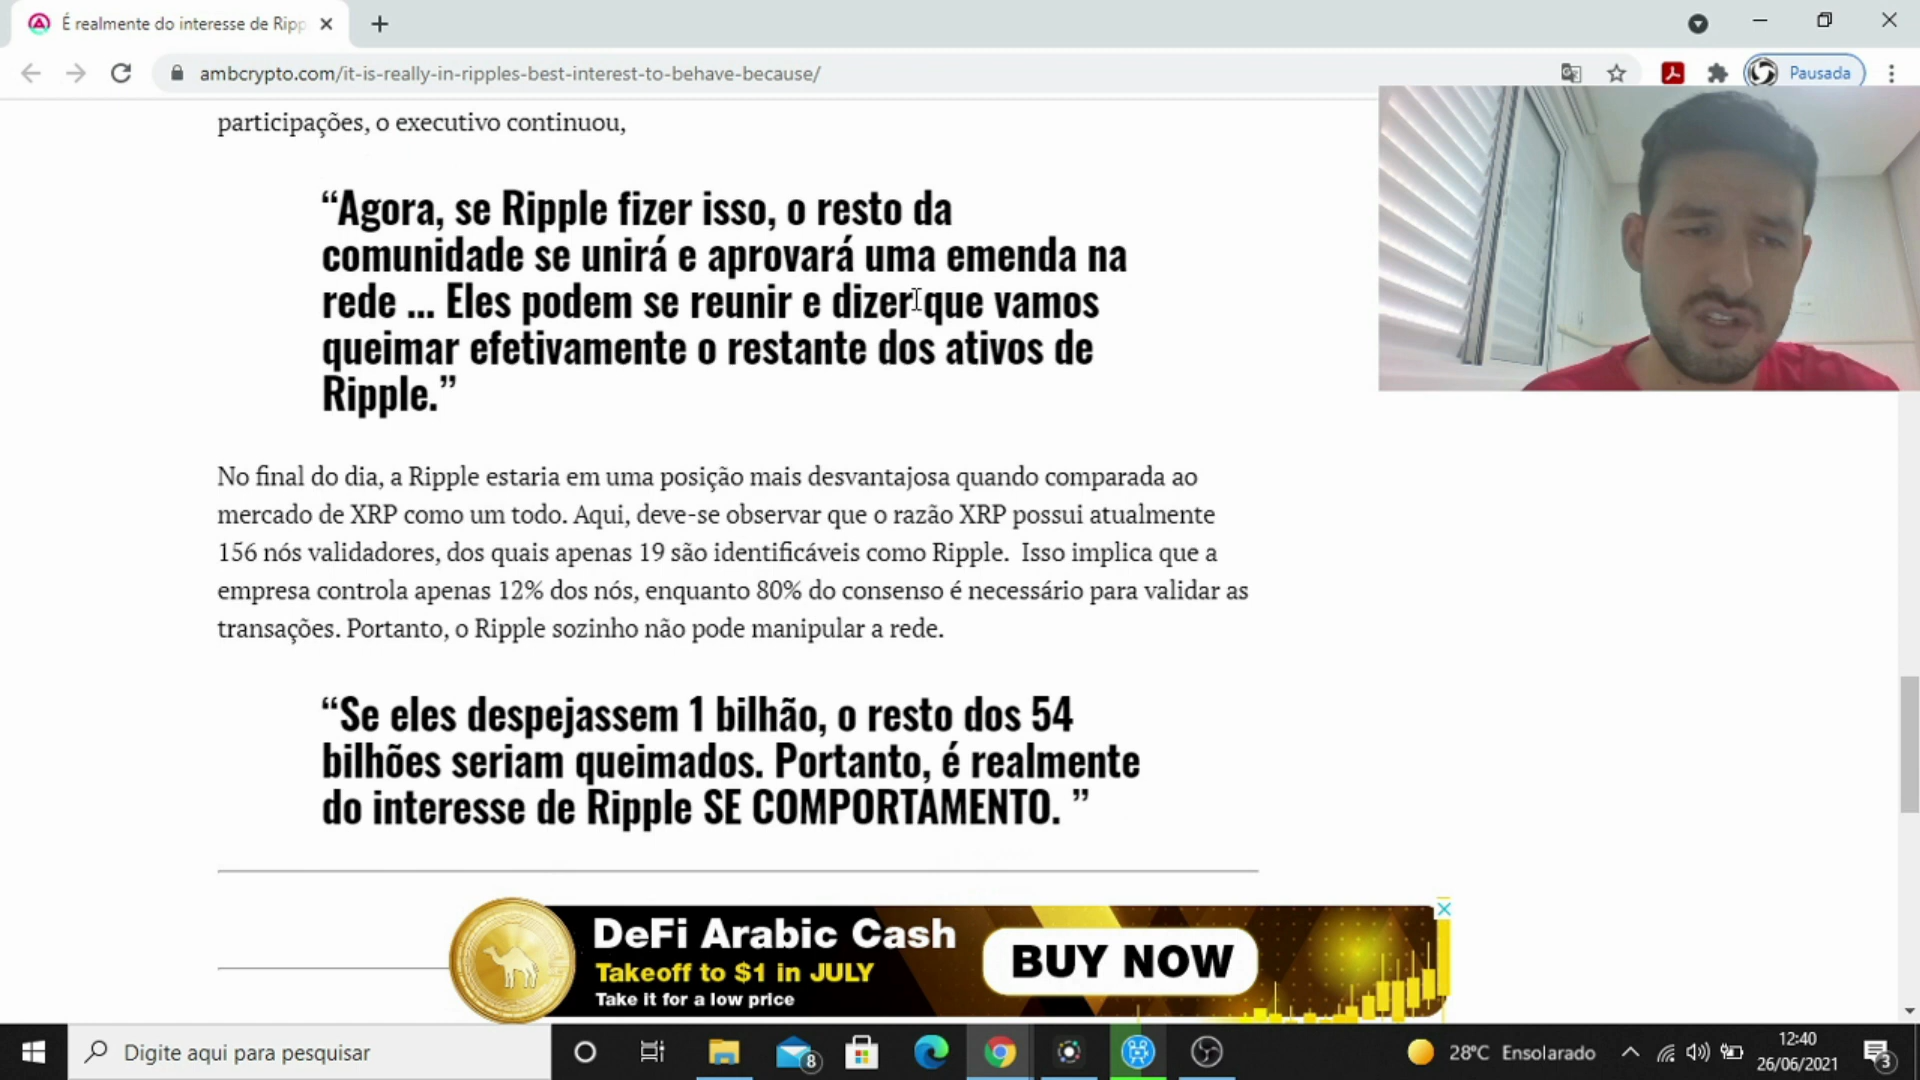 É realmente do interesse de Ripp
ambcrypto.com/it-is-really-in-ripples-best-interest-to-behave-because/
Pausada
participações, o executivo continuou,
“Agora, se Ripple fizer isso, o resto da
comunidade se unirá e aprovará uma emenda na
rede ... Eles podem se reunir e dizer que vamos
queimar efetivamente o restante dos ativos de
Ripple.”
No final do dia, a Ripple estaria em uma posição mais desvantajosa quando comparada ao
mercado de XRP como um todo. Aqui, deve-se observar que o razão XRP possui atualmente
156 nós validadores, dos quais apenas 19 são identificáveis como Ripple. Isso implica que a
empresa controla apenas 12% dos nós, enquanto 80% do consenso é necessário para validar as
transações. Portanto, o Ripple sozinho não pode manipular a rede.
“Se eles despejassem 1 bilhão, o resto dos 54
bilhões seriam queimados. Portanto, é realmente
do interesse de Ripple SE COMPORTAMENTO. ”
DeFi Arabic Cash
Takeoff to $1 in JULY
Take it for a low price
BUY NOW
Digite aqui para pesquisar
8
28°C Ensolarado
12:40
26/06/2021
3